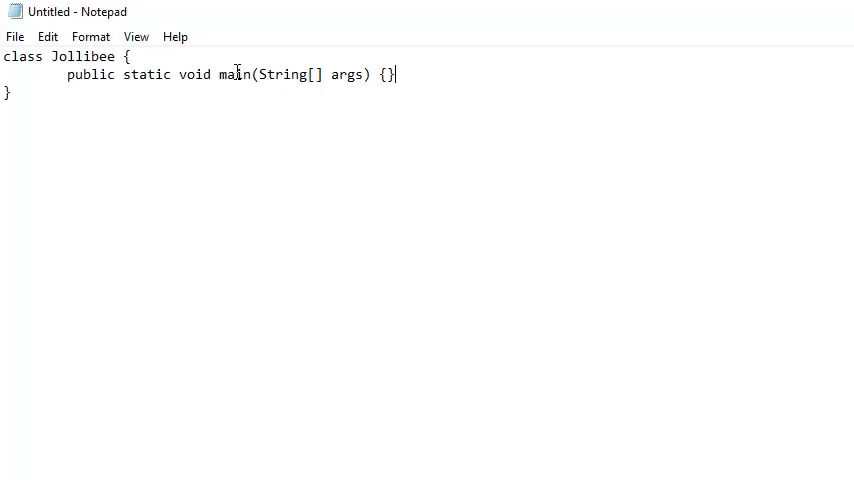 Untitled - Notepad
File Edit Format View Help
class Jollibee {
        public static void main(String[] args) {}
}